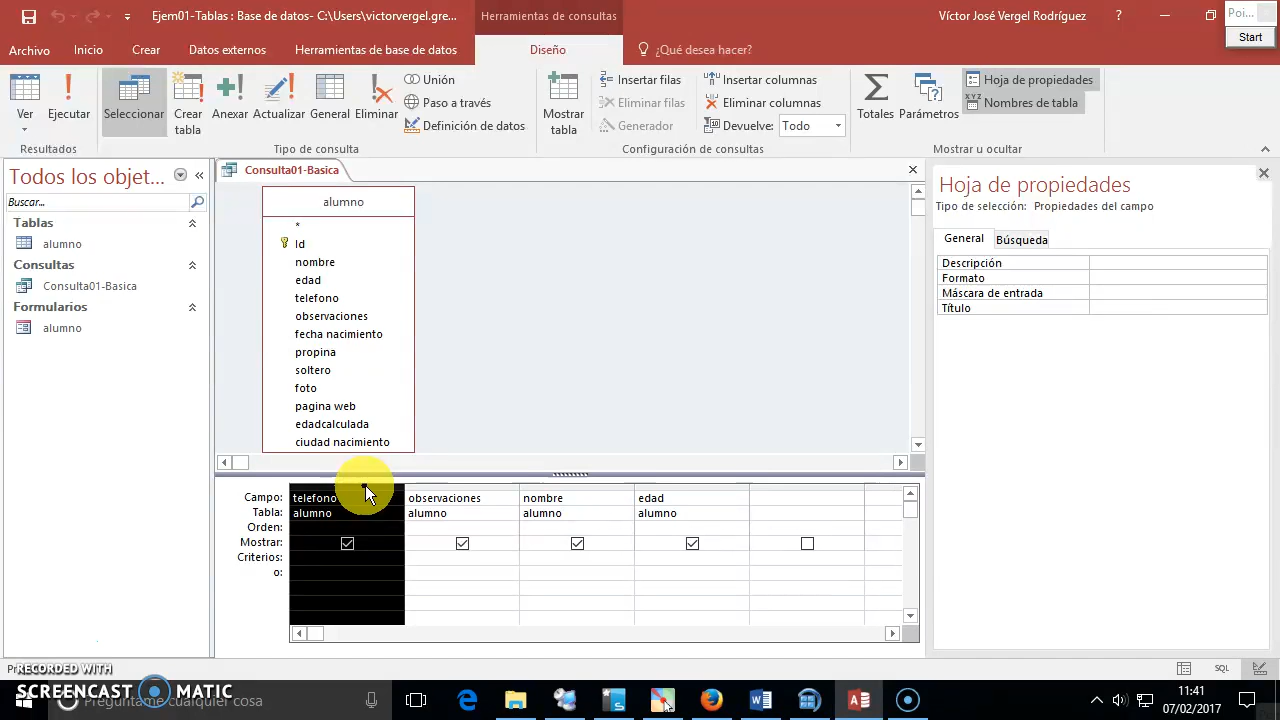 Ejem01-Tablas : Base de datos- C:\Users\victorvergel.gre...
Herramientas de consultas
Víctor José Vergel Rodríguez
?
Poi...
Start
Archivo
Inicio
Crear
Datos externos
Herramientas de base de datos
Diseño
¿Qué desea hacer?
Ver
Ejecutar
Seleccionar
Crear tabla
Anexar
Actualizar
General
Eliminar
Unión
Paso a través
Definición de datos
Mostrar tabla
Insertar filas
Eliminar filas
Generador
Insertar columnas
Eliminar columnas
Devuelve: Todo
Totales
Parámetros
Hoja de propiedades
XYZ Nombres de tabla
Resultados
Tipo de consulta
Configuración de consultas
Mostrar u ocultar
Todos los objet...
Buscar...
Tablas
alumno
Consultas
Consulta01-Basica
Formularios
alumno
Consulta01-Basica
alumno
*
Id
nombre
edad
telefono
observaciones
fecha nacimiento
propina
soltero
foto
pagina web
edadcalculada
ciudad nacimiento
Campo: telefono observaciones nombre edad
Tabla: alumno alumno alumno alumno
Orden:
Mostrar:
Criterios:
o:
Hoja de propiedades
Tipo de selección: Propiedades del campo
General
Búsqueda
Descripción
Formato
Máscara de entrada
Título
RECORDED WITH
SCREENCAST MATIC
Pregúntame cualquier cosa
SQL
11:41
07/02/2017